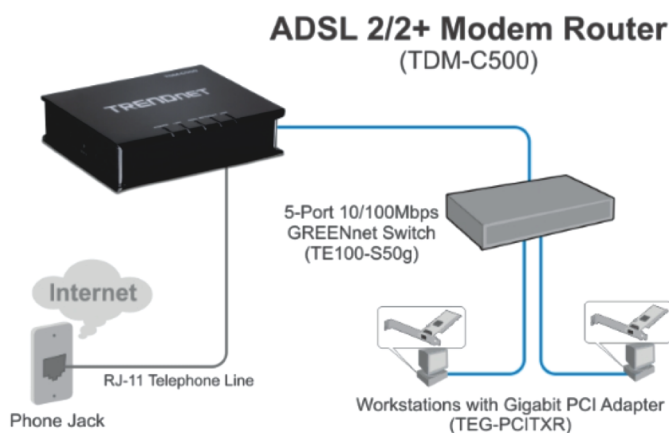 ADSL 2/2+ Modem Router
(TDM-C500)
TRENDNET
5-Port 10/100Mbps
GREENnet Switch
(TE100-S50g)
Internet
RJ-11 Telephone Line
Phone Jack
Workstations with Gigabit PCI Adapter
(TEG-PCITXR)